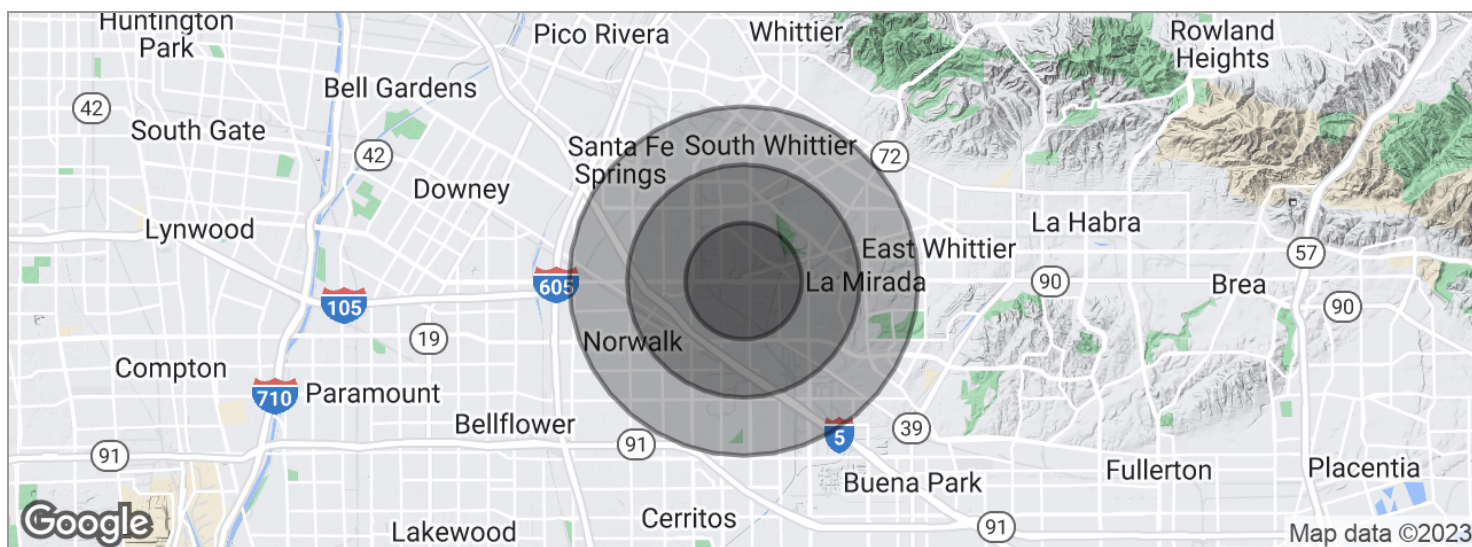 Huntington
Park
Pico Rivera
Whittier
Rowland
Heights
Bell Gardens
42
South Gate
42
Santa Fe
Springs
South Whittier
72
Downey
Lynwood
La Habra
East Whittier
57
605
La Mirada
90
Brea
90
105
19
Norwalk
Compton
710
Paramount
Bellflower
91
5
39
91
Fullerton
Placentia
Buena Park
Google
Lakewood
Cerritos
91
Map data ©2023